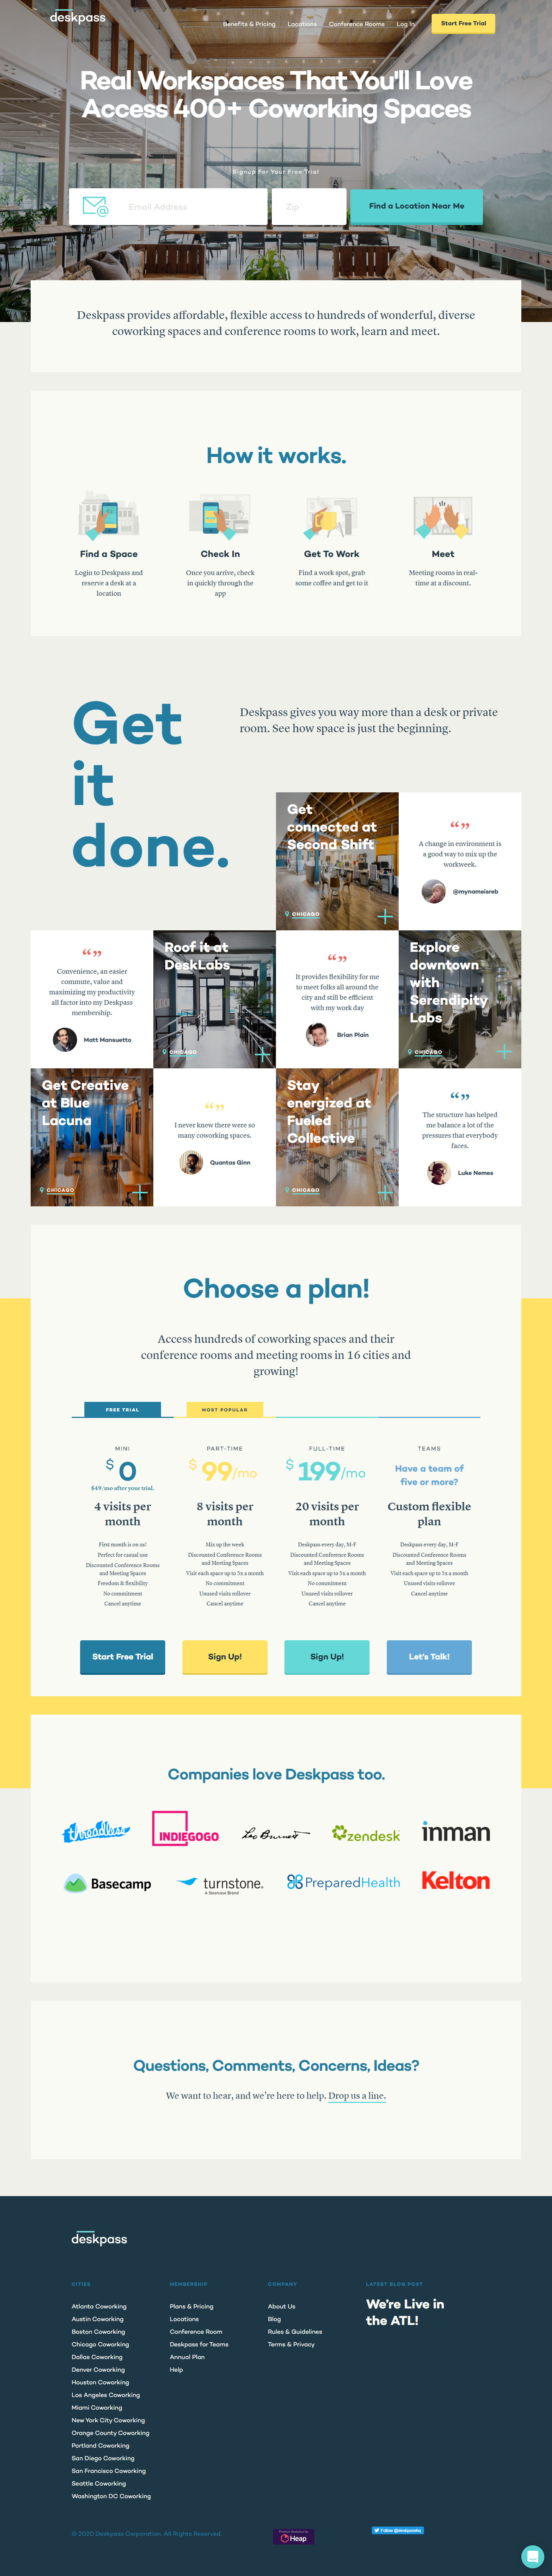 deskpass
Benefits & Pricing
Locations
Conference Rooms
Log In
Start Free Trial
Real Workspaces That You'll Love
Access 400+ Coworking Spaces
Signup For Your Free Trial
Email Address
Zip
Find a Location Near Me
Deskpass provides affordable, flexible access to hundreds of wonderful, diverse
coworking spaces and conference rooms to work, learn and meet.
How it works.
Find a Space
Login to Deskpass and
reserve a desk at a
location
Check In
Once you arrive, check
in quickly through the
app
Get To Work
Find a work spot, grab
some coffee and get to it
Meet
Meeting rooms in real-
time at a discount.
Get
it
done.
Deskpass gives you way more than a desk or private
room. See how space is just the beginning.
Get
connected at
Second Shift
CHICAGO
“ ”
A change in environment is
a good way to mix up the
workweek.
@mynameisreb
“ ”
Convenience, an easier
commute, value and
maximizing my productivity
all factor into my Deskpass
membership.
Matt Mansuetto
Roof it at
DeskLabs
CHICAGO
“ ”
It provides flexibility for me
to meet folks all around the
city and still be efficient
with my work day
Brian Plain
Explore
downtown
with
Serendipity
Labs
CHICAGO
Get Creative
at Blue
Lacuna
CHICAGO
“ ”
I never knew there were so
many coworking spaces.
Quantas Ginn
Stay
energized at
Fueled
Collective
CHICAGO
“ ”
The structure has helped
me balance a lot of the
pressures that everybody
faces.
Luke Nemes
Choose a plan!
Access hundreds of coworking spaces and their
conference rooms and meeting rooms in 16 cities and
growing!
FREE TRIAL
MINI
$0
$49/mo after your trial.
4 visits per
month
First month is on us!
Perfect for casual use
Discounted Conference Rooms
and Meeting Spaces
Freedom & flexibility
No commitment
Cancel anytime
Start Free Trial
MOST POPULAR
PART-TIME
$99/mo
8 visits per
month
Mix up the week
Discounted Conference Rooms
and Meeting Spaces
Visit each space up to 5x a month
No commitment
Unused visits rollover
Cancel anytime
Sign Up!
FULL-TIME
$199/mo
20 visits per
month
Deskpass every day, M-F
Discounted Conference Rooms
and Meeting Spaces
Visit each space up to 5x a month
No commitment
Unused visits rollover
Cancel anytime
Sign Up!
TEAMS
Have a team of
five or more?
Custom flexible
plan
Deskpass every day, M-F
Discounted Conference Rooms
and Meeting Spaces
Visit each space up to 5x a month
Unused visits rollover
Cancel anytime
Let's Talk!
Companies love Deskpass too.
threadless
INDIEGOGO
Leo Burnett
zendesk
inman
Basecamp
turnstone.
A Steelcase Brand
PreparedHealth
Kelton
Questions, Comments, Concerns, Ideas?
We want to hear, and we're here to help. Drop us a line.
deskpass
CITIES
Atlanta Coworking
Austin Coworking
Boston Coworking
Chicago Coworking
Dallas Coworking
Denver Coworking
Houston Coworking
Los Angeles Coworking
Miami Coworking
New York City Coworking
Orange County Coworking
Portland Coworking
San Diego Coworking
San Francisco Coworking
Seattle Coworking
Washington DC Coworking
MEMBERSHIP
Plans & Pricing
Locations
Conference Room
Deskpass for Teams
Annual Plan
Help
COMPANY
About Us
Blog
Rules & Guidelines
Terms & Privacy
LATEST BLOG POST
We're Live in
the ATL!
© 2020 Deskpass Corporation. All Rights Reserved.
Heap
Follow @deskpasshq